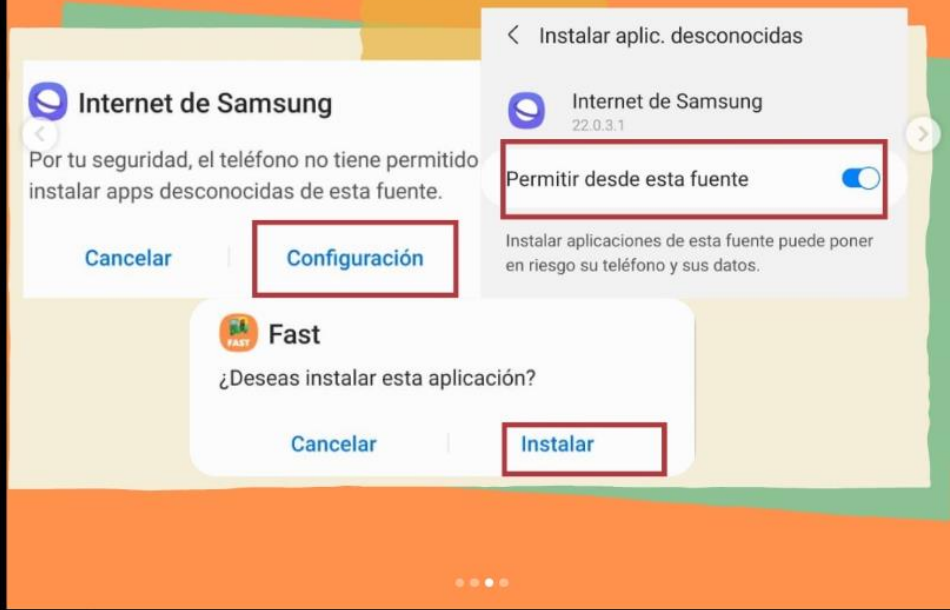 Internet de Samsung
Por tu seguridad, el teléfono no tiene permitido
instalar apps desconocidas de esta fuente.
Cancelar
Configuración
Instalar aplic. desconocidas
Internet de Samsung
22.0.3.1
Permitir desde esta fuente
Instalar aplicaciones de esta fuente puede poner
en riesgo su teléfono y sus datos.
FAST
Fast
¿Deseas instalar esta aplicación?
Cancelar
Instalar